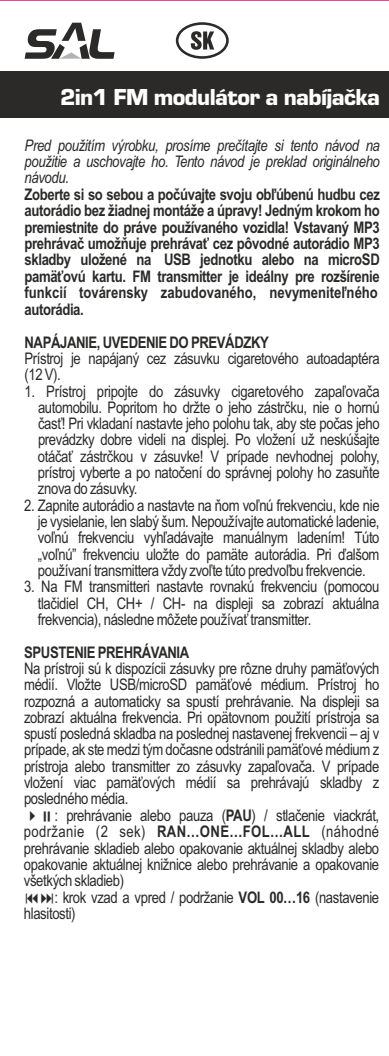 SAL
SK
2in1 FM modulátor a nabíjačka
Pred použitím výrobku, prosíme prečítajte si tento návod na
použitie a uschovajte ho. Tento návod je preklad originálneho
návodu.
Zoberte si so sebou a počúvajte svoju obľúbenú hudbu cez
autorádio bez žiadnej montáže a úpravy! Jedným krokom ho
premiestnite do práve používaného vozidla! Vstavaný MP3
prehrávač umožňuje prehrávať cez pôvodné autorádio MP3
skladby uložené na USB jednotku alebo na microSD
pamäťovú kartu. FM transmitter je ideálny pre rozšírenie
funkcií továrensky zabudovaného, nevymeniteľného
autorádia.
NAPÁJANIE, UVEDENIE DO PREVÁDZKY
Prístroj je napájaný cez zásuvku cigaretového autoadaptéra
(12 V).
1. Prístroj pripojte do zásuvky cigaretového zapaľovača
automobilu. Popritom ho držte o jeho zástrčku, nie o hornú
časť! Pri vkladaní nastavte jeho polohu tak, aby ste počas jeho
prevádzky dobre videli na displej. Po vložení už neskúšajte
otáčať zástrčkou v zásuvke! V prípade nevhodnej polohy,
prístroj vyberte a po natočení do správnej polohy ho zasuňte
znova do zásuvky.
2. Zapnite autorádio a nastavte na ňom voľnú frekvenciu, kde nie
je vysielanie, len slabý šum. Nepoužívajte automatické ladenie,
voľnú frekvenciu vyhľadávajte manuálnym ladením! Túto
„voľnú” frekvenciu uložte do pamäte autorádia. Pri ďalšom
používaní transmittera vždy zvoľte túto predvoľbu frekvencie.
3. Na FM transmitteri nastavte rovnakú frekvenciu (pomocou
tlačidiel CH, CH+ / CH- na displeji sa zobrazí aktuálna
frekvencia), následne môžete používať transmitter.
SPUSTENIE PREHRÁVANIA
Na prístroji sú k dispozícii zásuvky pre rôzne druhy pamäťových
médií. Vložte USB/microSD pamäťové médium. Prístroj ho
rozpozná a automaticky sa spustí prehrávanie. Na displeji sa
zobrazí aktuálna frekvencia. Pri opätovnom použití prístroja sa
spustí posledná skladba na poslednej nastavenej frekvencii – aj v
prípade, ak ste medzi tým dočasne odstránili pamäťové médium z
prístroja alebo transmitter zo zásuvky zapaľovača. V prípade
vložení viac pamäťových médií sa prehrávajú skladby z
posledného média.
⏵⏸: prehrávanie alebo pauza (PAU) / stlačenie viackrát,
podržanie (2 sek) RAN…ONE…FOL…ALL (náhodné
prehrávanie skladieb alebo opakovanie aktuálnej skladby alebo
opakovanie aktuálnej knižnice alebo prehrávanie a opakovanie
všetkých skladieb)
⏮⏭: krok vzad a vpred / podržanie VOL 00…16 (nastavenie
hlasitosti)